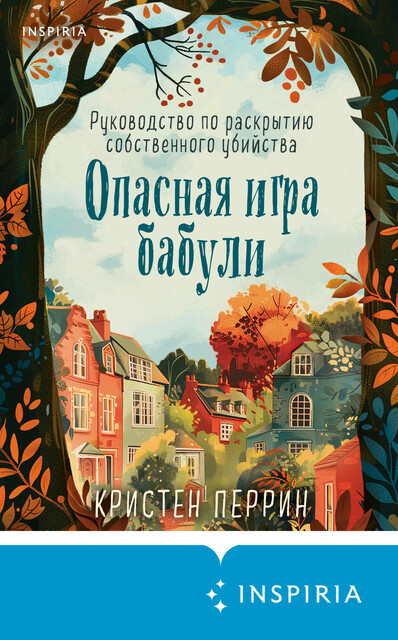 INSPIRIA
Руководство по раскрытию
собственного убийства
Опасная игра
бабули
КРИСТЕН ПЕРРИН
INSPIRIA